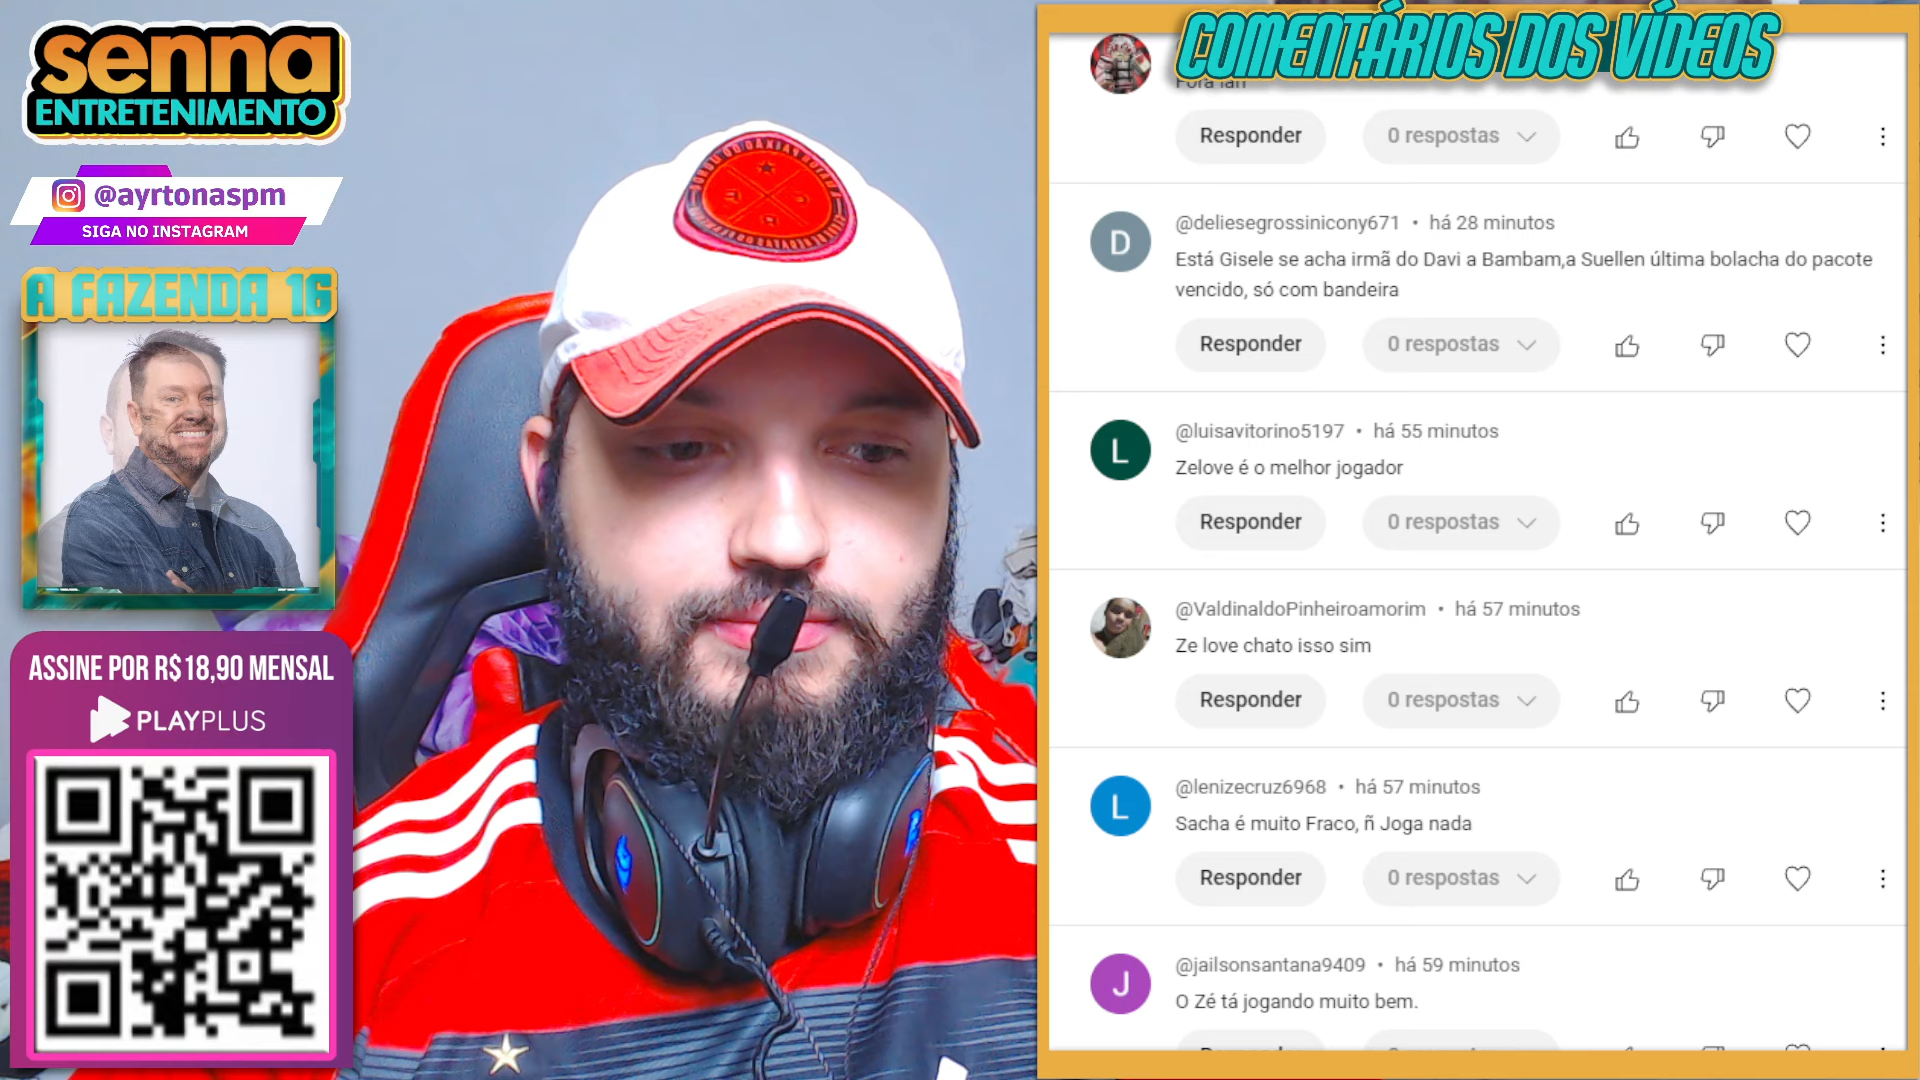 senna
ENTRETENIMENTO
@ayrtonaspm
SIGA NO INSTAGRAM
A FAZENDA 16
ASSINE POR R$18,90 MENSAL
PLAYPLUS
COMENTÁRIOS DOS VÍDEOS
Fora Ian
Responder
0 respostas
D
@deliesegrossinicony671 • há 28 minutos
Está Gisele se acha irmã do Davi a Bambam,a Suellen última bolacha do pacote
vencido, só com bandeira
Responder
0 respostas
L
@luisavitorino5197 • há 55 minutos
Zelove é o melhor jogador
Responder
0 respostas
@ValdinaldoPinheiroamorim • há 57 minutos
Ze love chato isso sim
Responder
0 respostas
L
@lenizecruz6968 • há 57 minutos
Sacha é muito Fraco, ñ Joga nada
Responder
0 respostas
J
@jailsonsantana9409 • há 59 minutos
O Zé tá jogando muito bem.